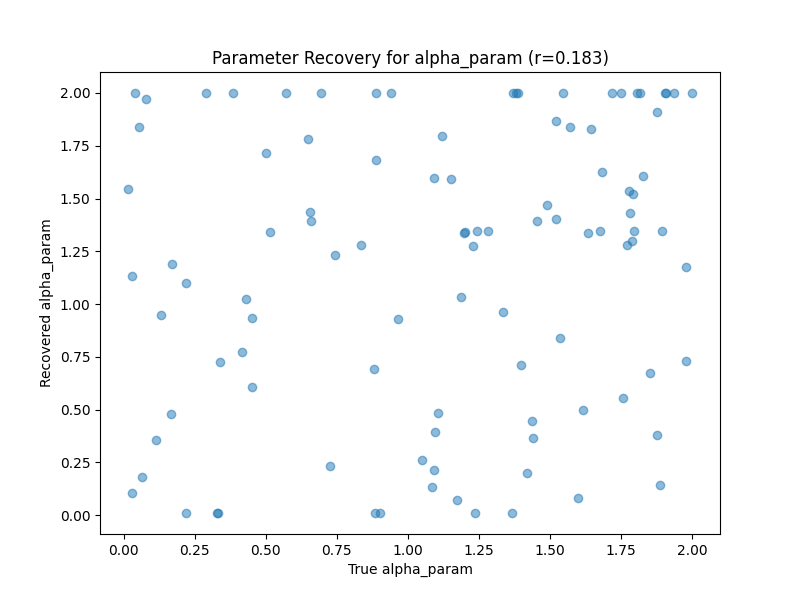 Parameter Recovery for alpha_param (r=0.183)
2.00
1.75
1.50
1.25
1.00
0.75
0.50
0.25
0.00
Recovered alpha_param
0.00 0.25 0.50 0.75 1.00 1.25 1.50 1.75 2.00
True alpha_param